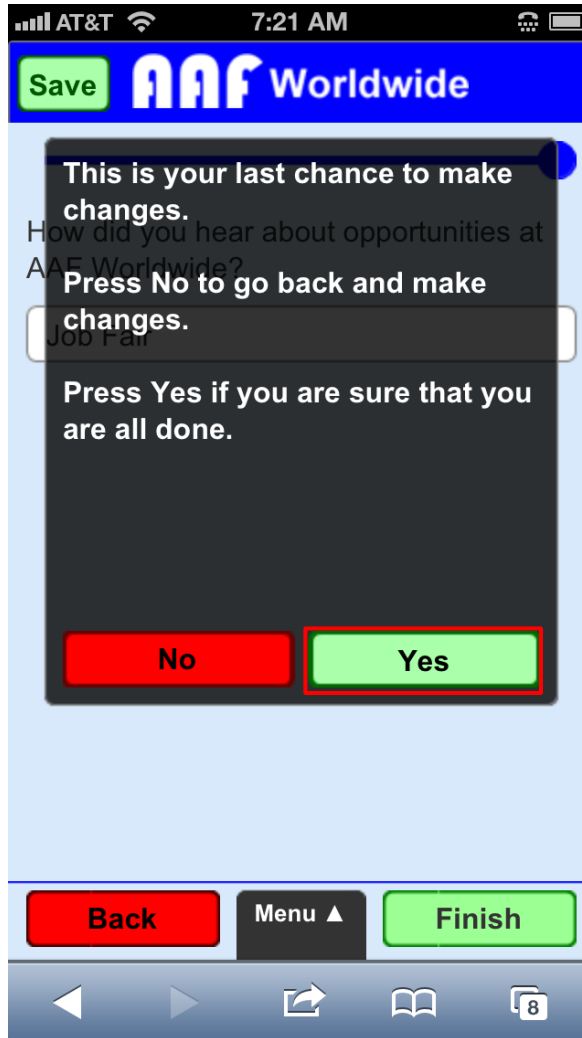 AT&T 7:21 AM
Save AAF Worldwide
This is your last chance to make
changes.
How did you hear about opportunities at
AAF Worldwide?
Press No to go back and make
changes.
Job Fair
Press Yes if you are sure that you
are all done.
No Yes
Back Menu ▲ Finish
8